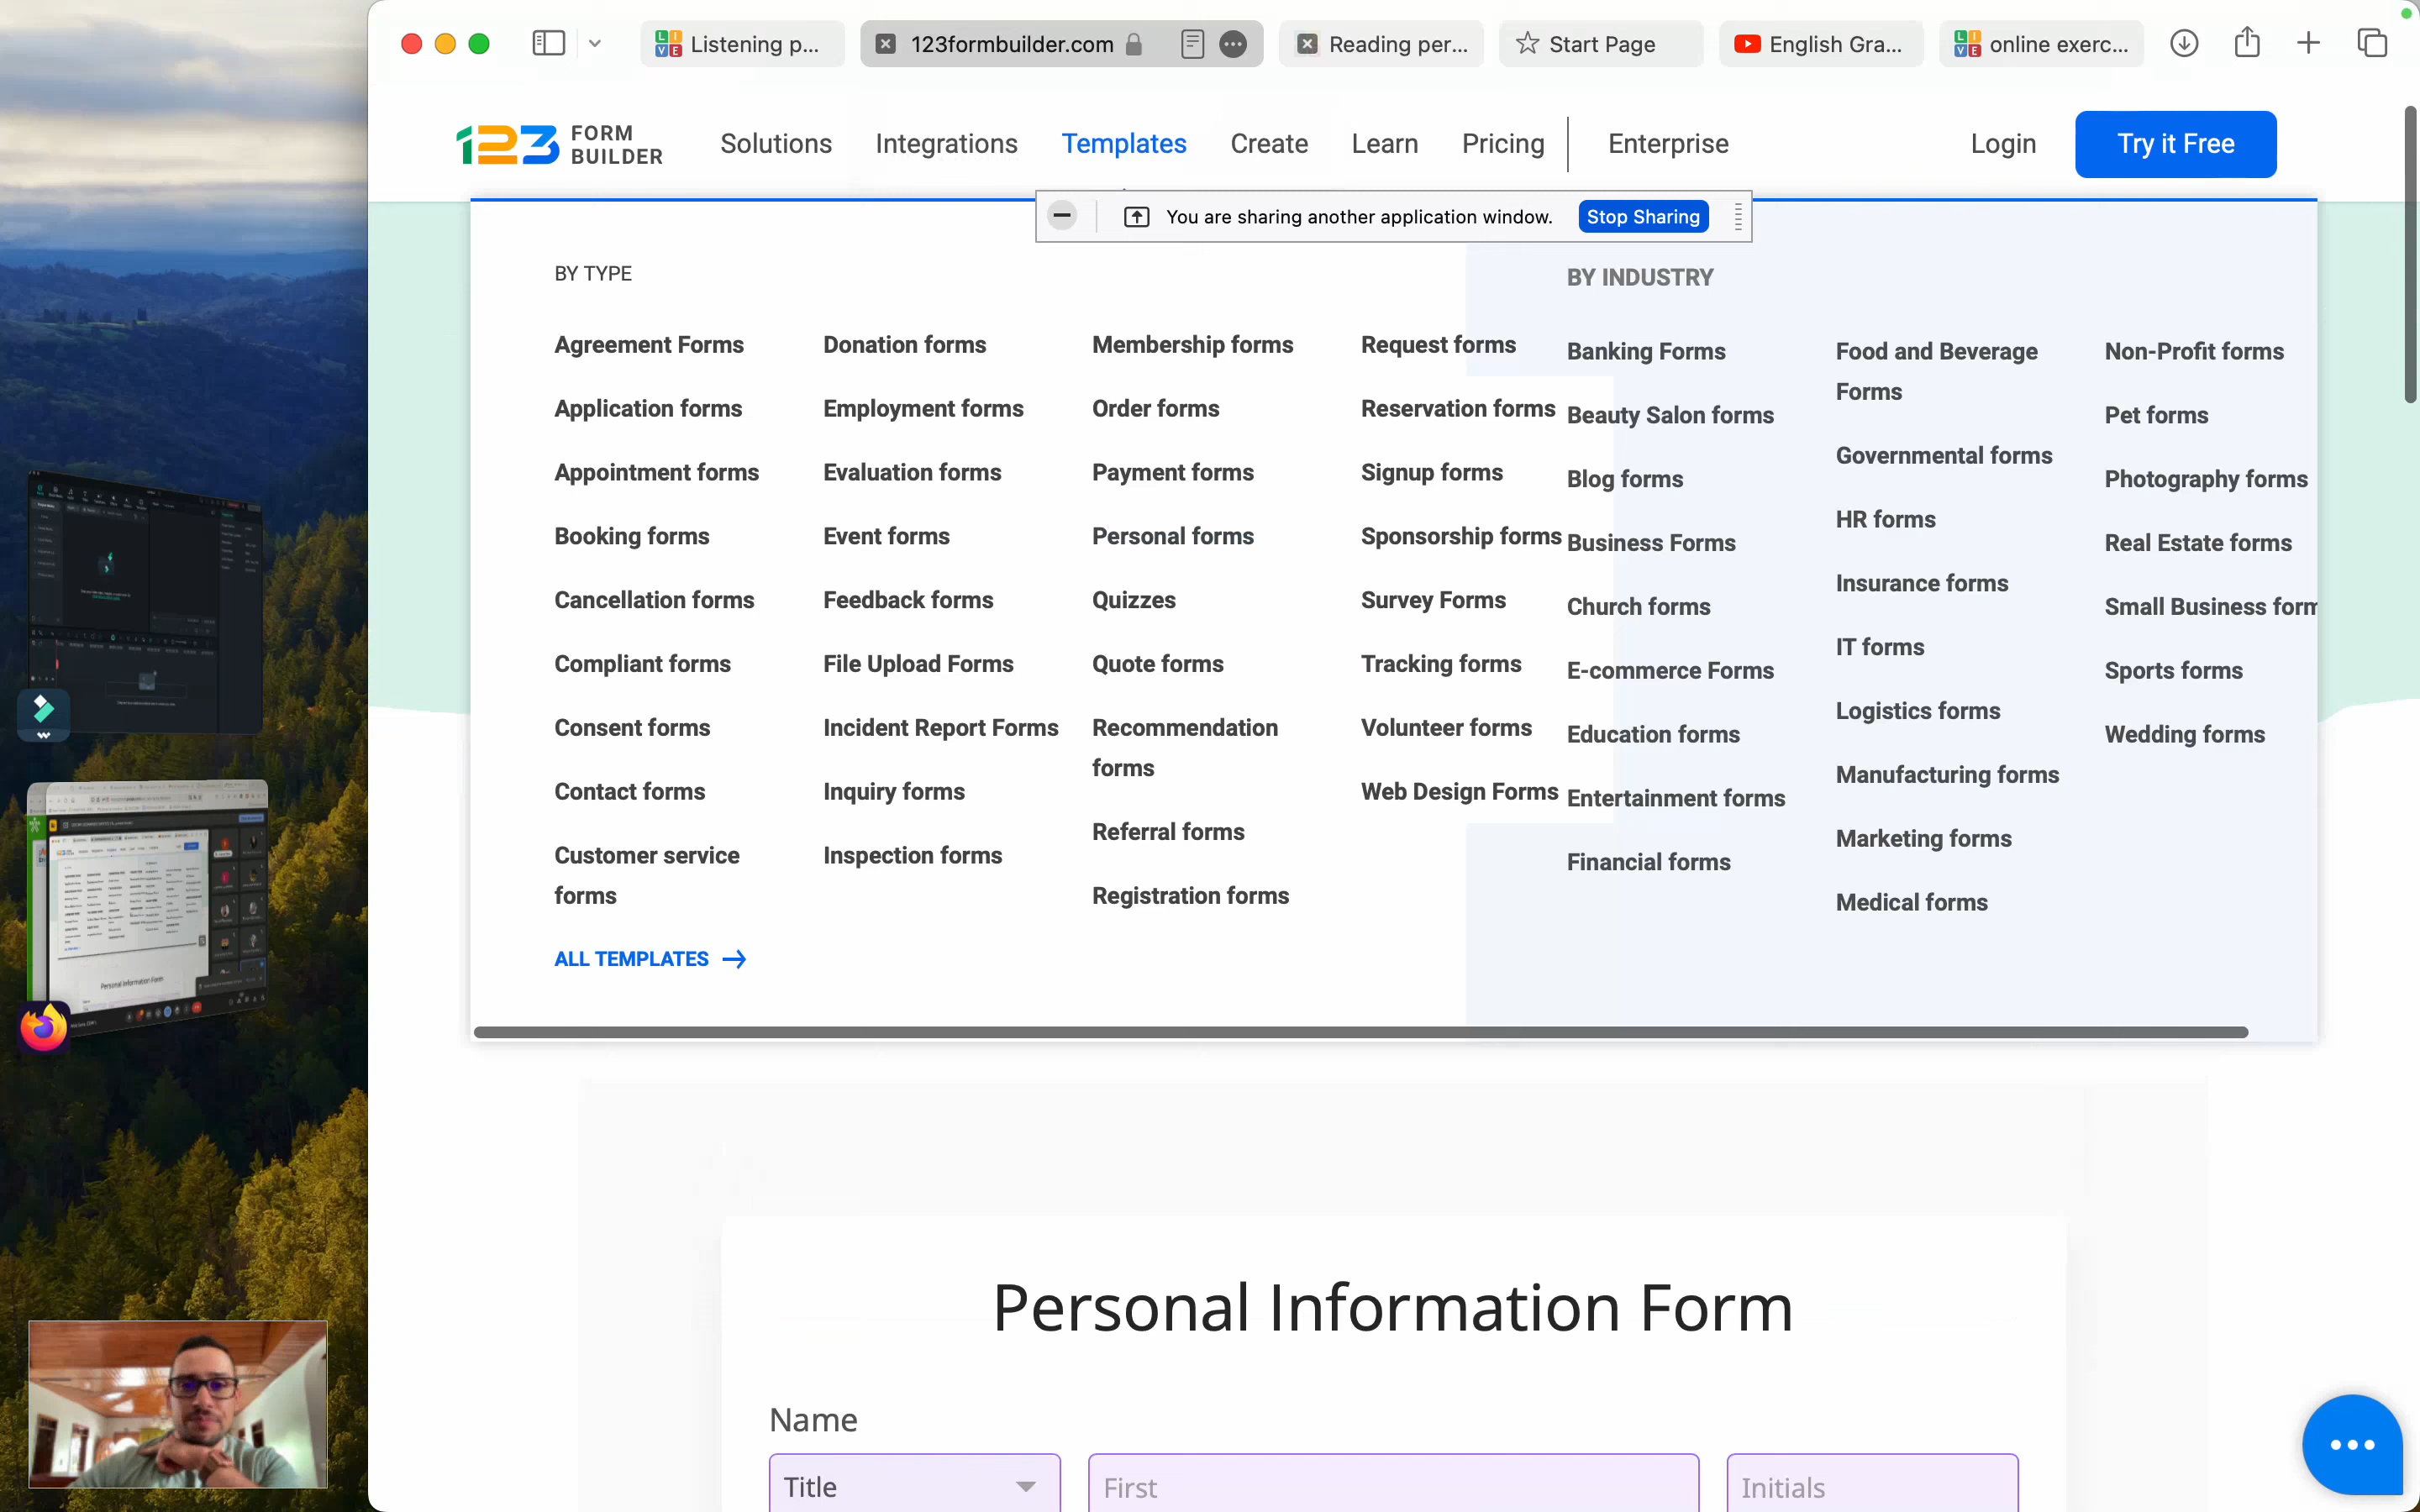 Listening p...
123formbuilder.com
Reading per...
Start Page
English Gra...
online exerc...
123 FORM BUILDER
Solutions
Integrations
Templates
Create
Learn
Pricing
Enterprise
Login
Try it Free
You are sharing another application window.
Stop Sharing
BY TYPE
Agreement Forms
Application forms
Appointment forms
Booking forms
Cancellation forms
Compliant forms
Consent forms
Contact forms
Customer service
forms
Donation forms
Employment forms
Evaluation forms
Event forms
Feedback forms
File Upload Forms
Incident Report Forms
Inquiry forms
Inspection forms
Membership forms
Order forms
Payment forms
Personal forms
Quizzes
Quote forms
Recommendation
forms
Referral forms
Registration forms
Request forms
Reservation forms
Signup forms
Sponsorship forms
Survey Forms
Tracking forms
Volunteer forms
Web Design Forms
ALL TEMPLATES
BY INDUSTRY
Banking Forms
Beauty Salon forms
Blog forms
Business Forms
Church forms
E-commerce Forms
Education forms
Entertainment forms
Financial forms
Food and Beverage
Forms
Governmental forms
HR forms
Insurance forms
IT forms
Logistics forms
Manufacturing forms
Marketing forms
Medical forms
Non-Profit forms
Pet forms
Photography forms
Real Estate forms
Small Business form
Sports forms
Wedding forms
Personal Information Form
Name
Title
First
Initials
Personal Information Form